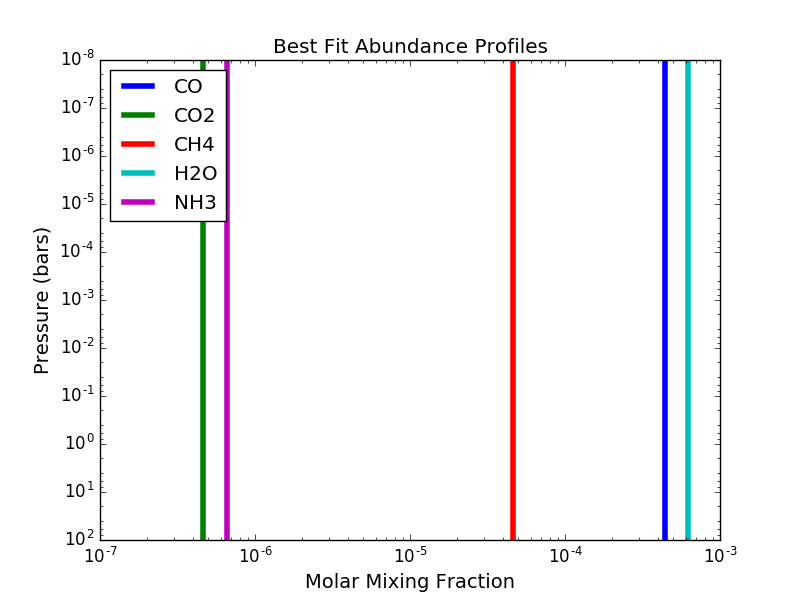 Best Fit Abundance Profiles
10^-8
10^-7
10^-6
10^-5
10^-4
10^-3
10^-2
10^-1
10^0
10^1
10^2
Pressure (bars)
CO
CO2
CH4
H2O
NH3
10^-7 10^-6 10^-5 10^-4 10^-3
Molar Mixing Fraction